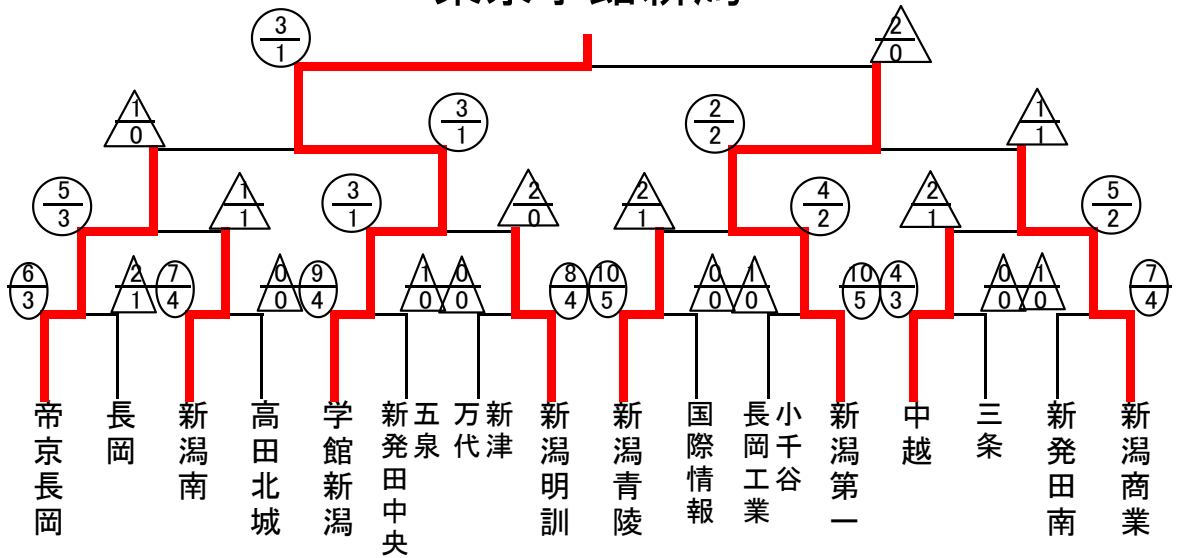 東京学館新潟
3 2
1 0
1 3 2 1
0 1 2 1
5 1 3 2 2 4 2 5
3 1 1 0 1 2 1 2
6 2 7 0 9 1 0 8 10 0 1 10 4 0 1 7
3 1 4 0 4 0 0 4 5 0 0 5 3 0 0 4
帝京長岡
長岡
新潟南
高田北城
学館新潟
新発田中央
五泉
万代
新津
新潟明訓
新潟青陵
国際情報
長岡工業
小千谷
新潟第一
中越
三条
新発田南
新潟商業